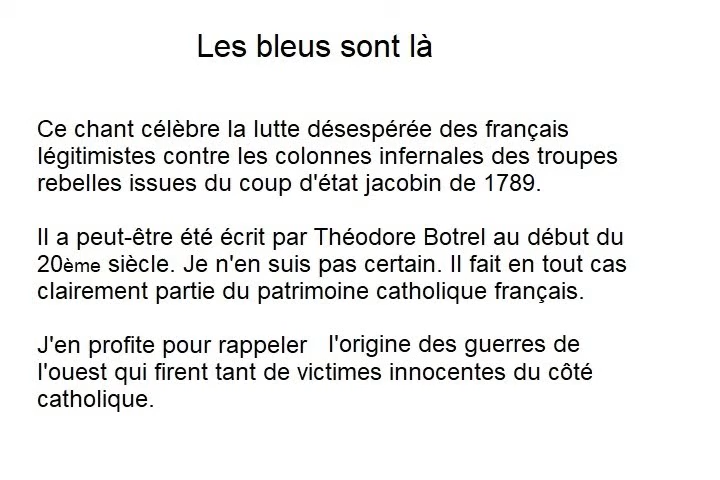 Les bleus sont là
Ce chant célèbre la lutte désespérée des français
légitimistes contre les colonnes infernales des troupes
rebelles issues du coup d'état jacobin de 1789.
Il a peut-être été écrit par Théodore Botrel au début du
20ème siècle. Je n'en suis pas certain. Il fait en tout cas
clairement partie du patrimoine catholique français.
J'en profite pour rappeler l'origine des guerres de
l'ouest qui firent tant de victimes innocentes du côté
catholique.